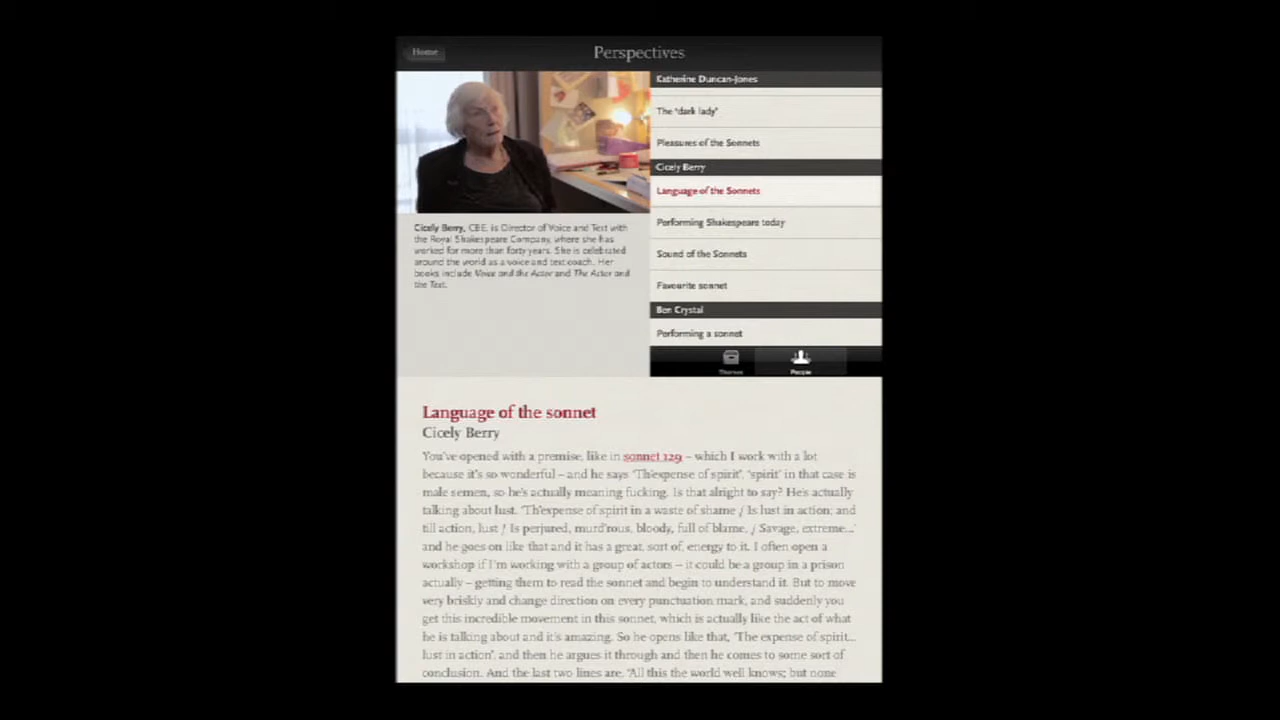 Home
Perspectives
Katherine Duncan-Jones
The "dark lady"
Pleasures of the Sonnets
Cicely Berry
Language of the Sonnets
Performing Shakespeare today
Sound of the Sonnets
Favourite sonnet
Ben Crystal
Performing a sonnet
Themes
People
Cicely Berry, CBE, is Director of Voice and Text with
the Royal Shakespeare Company, where she has
worked for more than forty years. She is celebrated
around the world as a voice and text coach. Her
books include Voice and the Actor and The Actor and
the Text.
Language of the sonnet
Cicely Berry
You've opened with a premise, like in sonnet 129 – which I work with a lot
because it's so wonderful – and he says 'Th'expense of spirit', 'spirit' in that case is
male semen, so he's actually meaning fucking. Is that alright to say? He's actually
talking about lust. 'Th'expense of spirit in a waste of shame / Is lust in action; and
till action, lust / Is perjured, murd'rous, bloody, full of blame, / Savage, extreme...'
and he goes on like that and it has a great, sort of, energy to it. I often open a
workshop if I'm working with a group of actors – it could be a group in a prison
actually – getting them to read the sonnet and begin to understand it. But to move
very briskly and change direction on every punctuation mark, and suddenly you
get this incredible movement in this sonnet, which is actually like the act of what
he is talking about and it's amazing. So he opens like that, 'The expense of spirit...
lust in action', and then he argues it through and then he comes to some sort of
conclusion. And the last two lines are, 'All this the world well knows; but none